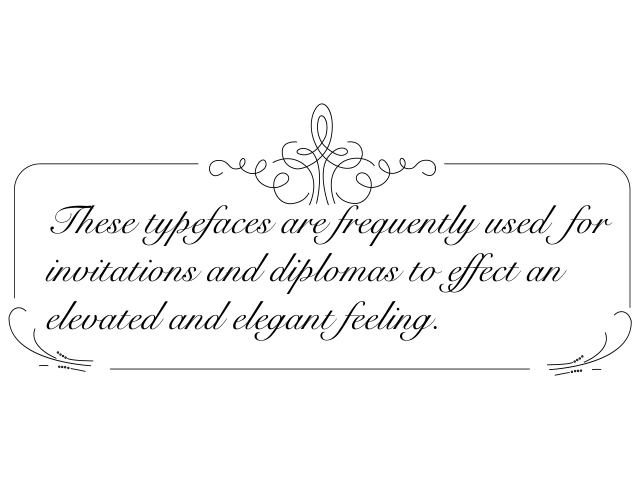 These typefaces are frequently used for
invitations and diplomas to effect an
elevated and elegant feeling.